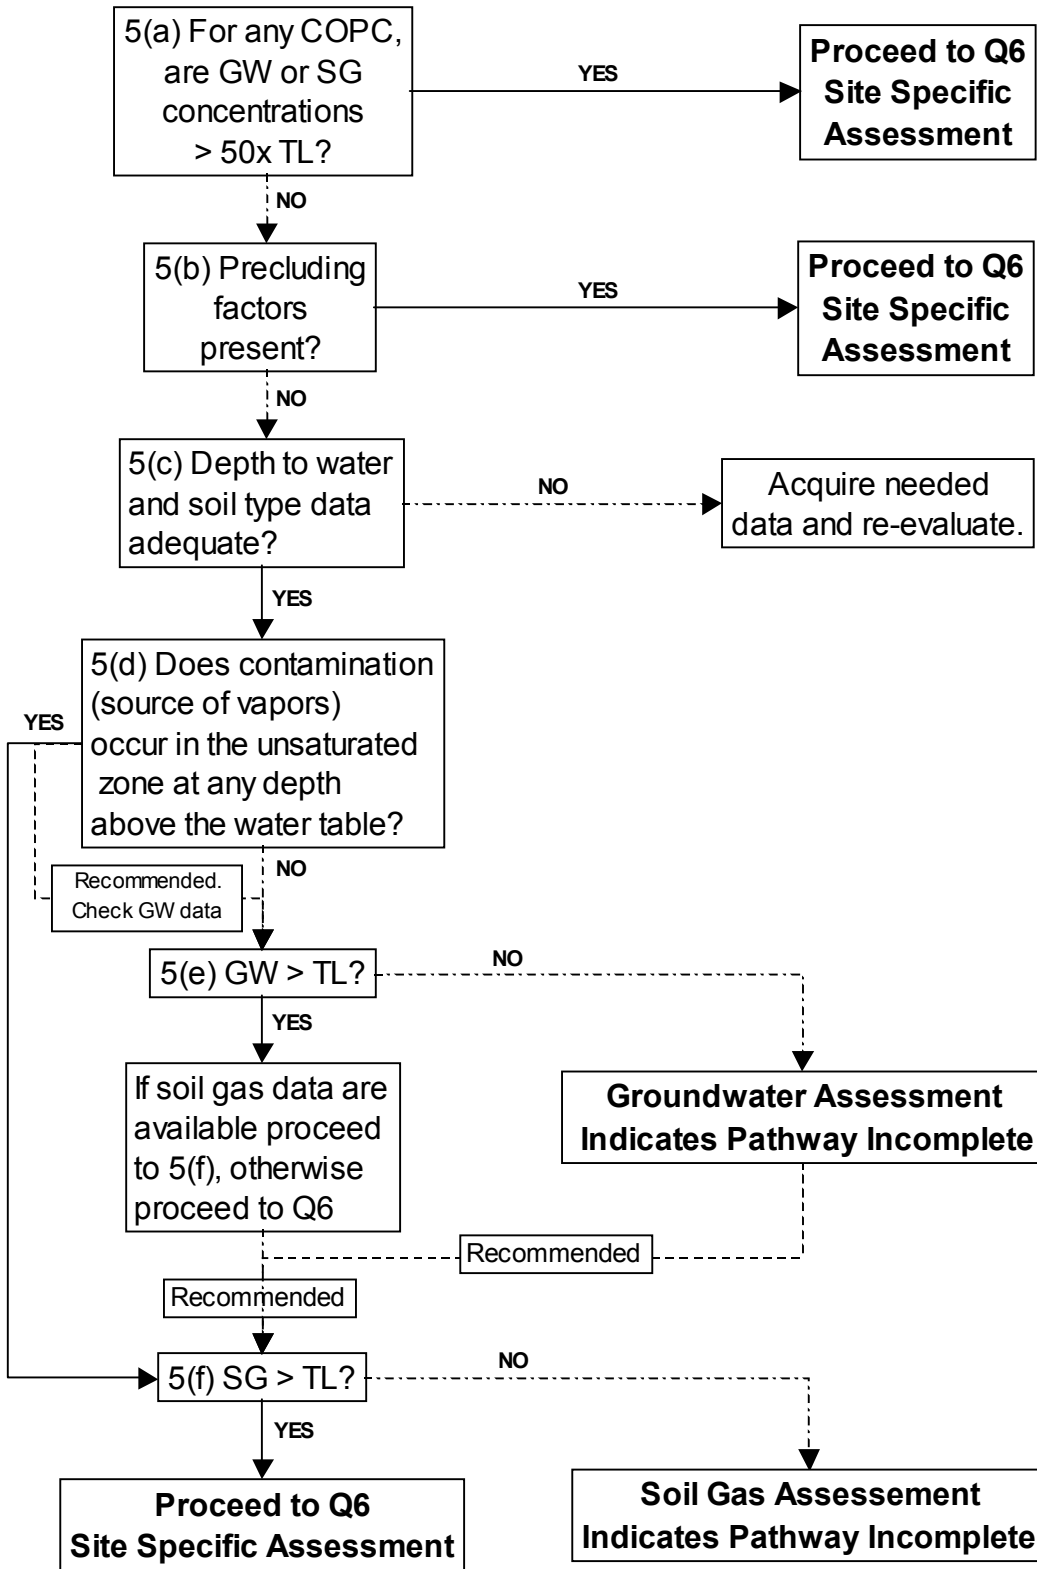 5(a) For any COPC,
are GW or SG
concentrations
> 50x TL?
YES
Proceed to Q6
Site Specific
Assessment
NO
5(b) Precluding
factors
present?
YES
Proceed to Q6
Site Specific
Assessment
NO
5(c) Depth to water
and soil type data
adequate?
NO
Acquire needed
data and re-evaluate.
YES
5(d) Does contamination
(source of vapors)
occur in the unsaturated
zone at any depth
above the water table?
YES
NO
Recommended.
Check GW data
5(e) GW > TL?
NO
YES
If soil gas data are
available proceed
to 5(f), otherwise
proceed to Q6
Groundwater Assessment
Indicates Pathway Incomplete
Recommended
Recommended
5(f) SG > TL?
NO
YES
Proceed to Q6
Site Specific Assessment
Soil Gas Assessement
Indicates Pathway Incomplete